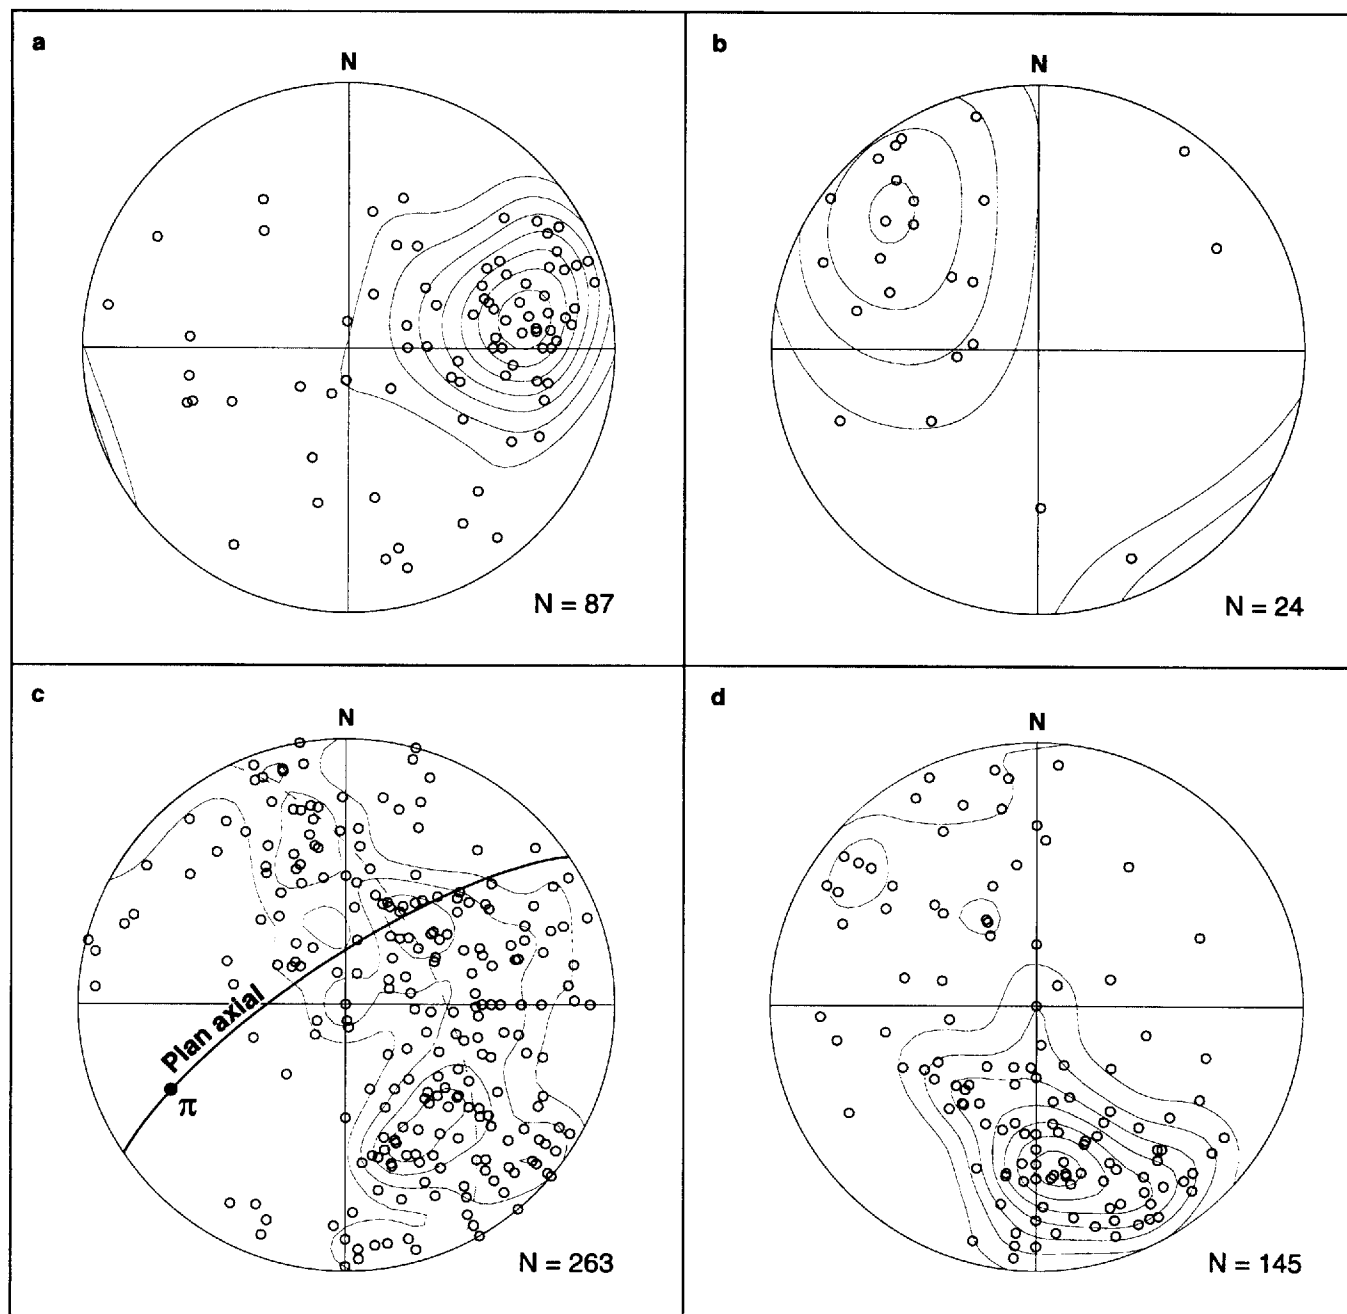 a
N
N = 87
b
N
N = 24
c
N
Plan axial
π
N = 263
d
N
N = 145